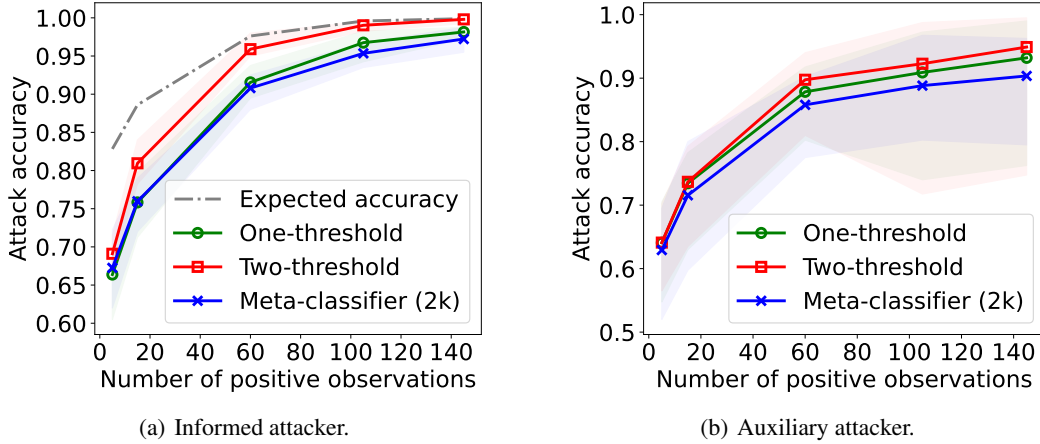 1.00
0.95
0.90
0.85
0.80
0.75
0.70
0.65
0.60
Attack accuracy
Expected accuracy
One-threshold
Two-threshold
Meta-classifier (2k)
0 20 40 60 80 100 120 140
Number of positive observations
(a) Informed attacker.
1.0
0.9
0.8
0.7
0.6
0.5
Attack accuracy
One-threshold
Two-threshold
Meta-classifier (2k)
0 20 40 60 80 100 120 140
Number of positive observations
(b) Auxiliary attacker.